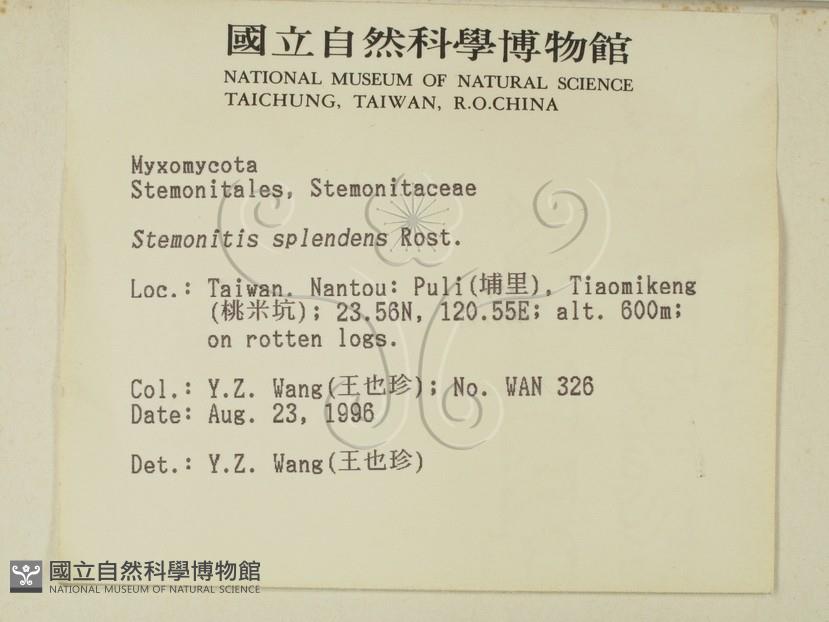 國立自然科學博物館
NATIONAL MUSEUM OF NATURAL SCIENCE
TAICHUNG, TAIWAN, R.O.CHINA
Myxomycota
Stemonitales, Stemonitaceae
Stemonitis splendens Rost.
Loc.: Taiwan, Nantou: Puli(埔里), Tiaomikeng
(桃米坑); 23.56N, 120.55E; alt. 600m;
on rotten logs.
Col.: Y.Z. Wang(王也珍); No. WAN 326
Date: Aug. 23, 1996
Det.: Y.Z. Wang(王也珍)
國立自然科學博物館
NATIONAL MUSEUM OF NATURAL SCIENCE